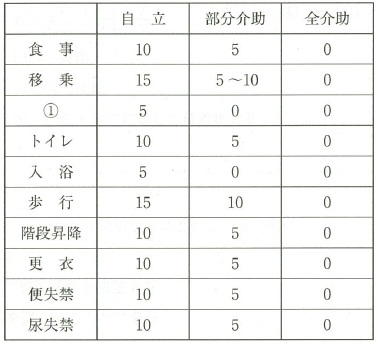 自 立 部分介助 全介助
食 事 10 5 0
移 乗 15 5～10 0
① 5 0 0
トイレ 10 5 0
入 浴 5 0 0
歩 行 15 10 0
階段昇降 10 5 0
更 衣 10 5 0
便失禁 10 5 0
尿失禁 10 5 0